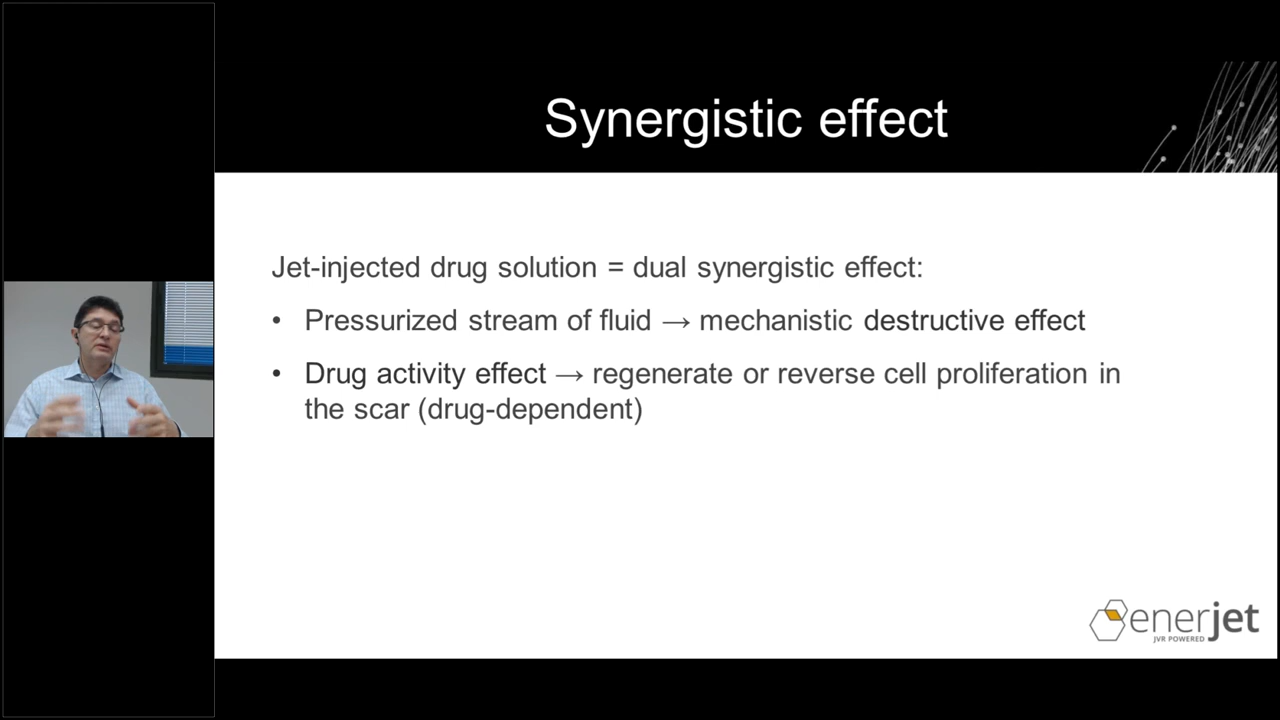 Synergistic effect
Jet-injected drug solution = dual synergistic effect:
• Pressurized stream of fluid → mechanistic destructive effect
• Drug activity effect → regenerate or reverse cell proliferation in
the scar (drug-dependent)
enerjet
JVR POWERED